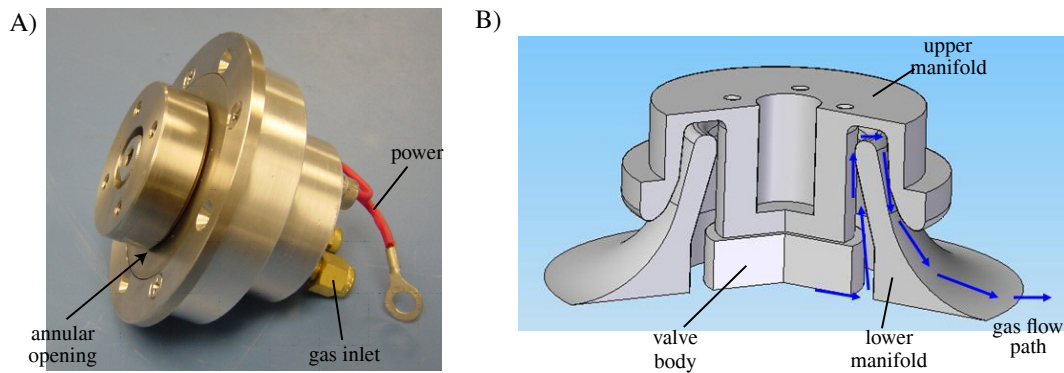 A)
power
annular
opening
gas inlet
B)
upper
manifold
valve
body
lower
manifold
gas flow
path